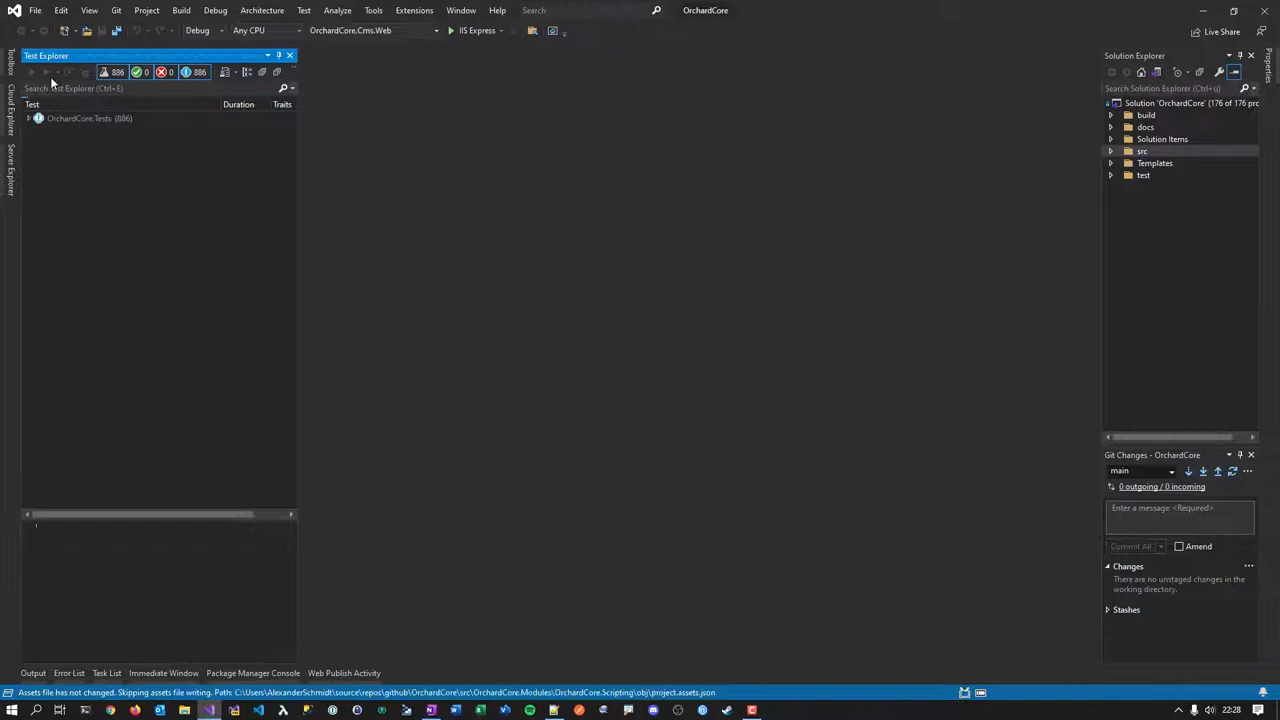 File Edit View Git Project Build Debug Architecture Test Analyze Tools Extensions Window Help Search OrchardCore
Debug Any CPU OrchardCore.Cms.Web IIS Express Live Share
Toolbox
Cloud Explorer
Server Explorer
Test Explorer
886 0 0 886
Search Test Explorer (Ctrl+E)
Test Duration Traits
OrchardCore.Tests (886)
Solution Explorer
Search Solution Explorer (Ctrl+ü)
Solution 'OrchardCore' (176 of 176 pro
build
docs
Solution Items
src
Templates
test
Properties
Git Changes - OrchardCore
main
0 outgoing / 0 incoming
Enter a message <Required>
Commit All Amend
Changes
There are no unstaged changes in the
working directory.
Stashes
Output Error List Task List Immediate Window Package Manager Console Web Publish Activity
Assets file has not changed. Skipping assets file writing. Path: C:\Users\AlexanderSchmidt\source\repos\github\OrchardCore\src\OrchardCore.Modules\OrchardCore.Scripting\obj\project.assets.json
22:28